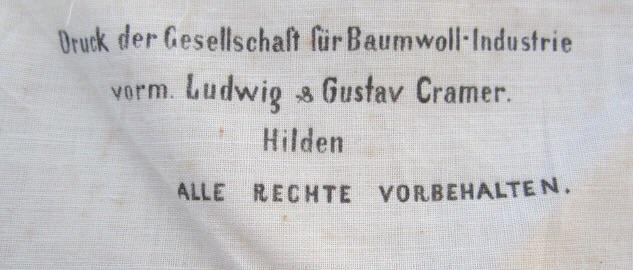 Druck der Gesellschaft für Baumwoll-Industrie
vorm. Ludwig & Gustav Cramer.
Hilden
ALLE RECHTE VORBEHALTEN.